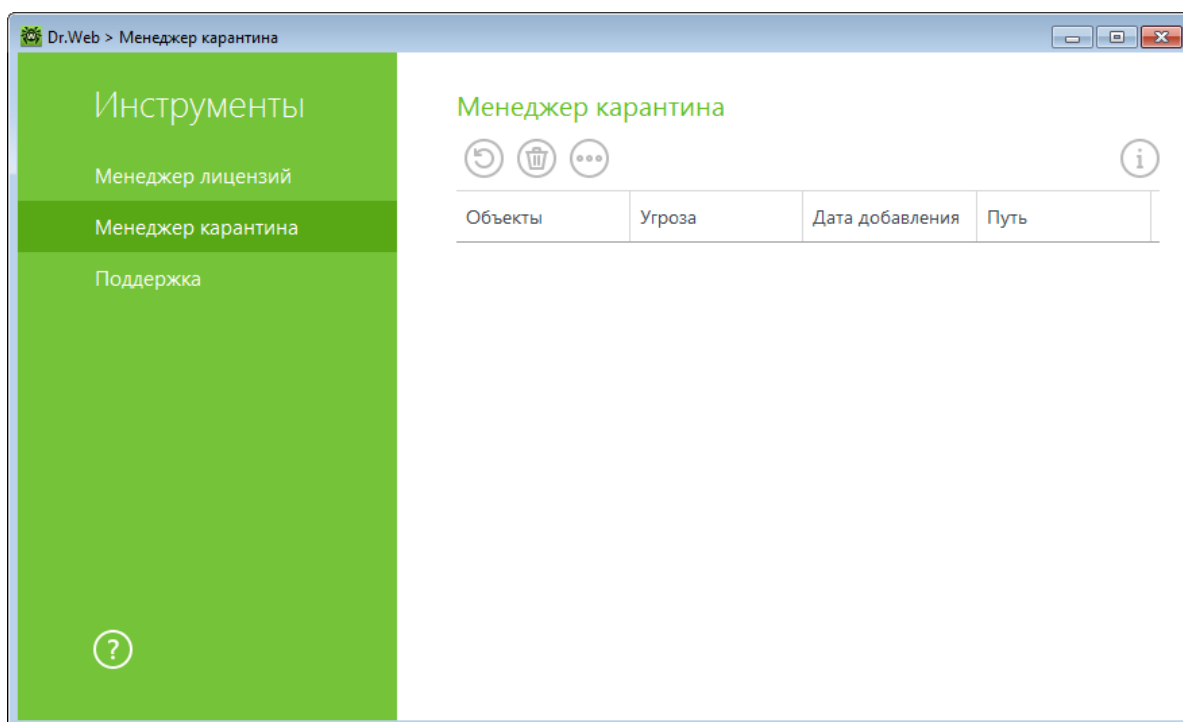 Dr.Web > Менеджер карантина
Инструменты
Менеджер лицензий
Менеджер карантина
Поддержка
?
Менеджер карантина
i
Объекты Угроза Дата добавления Путь